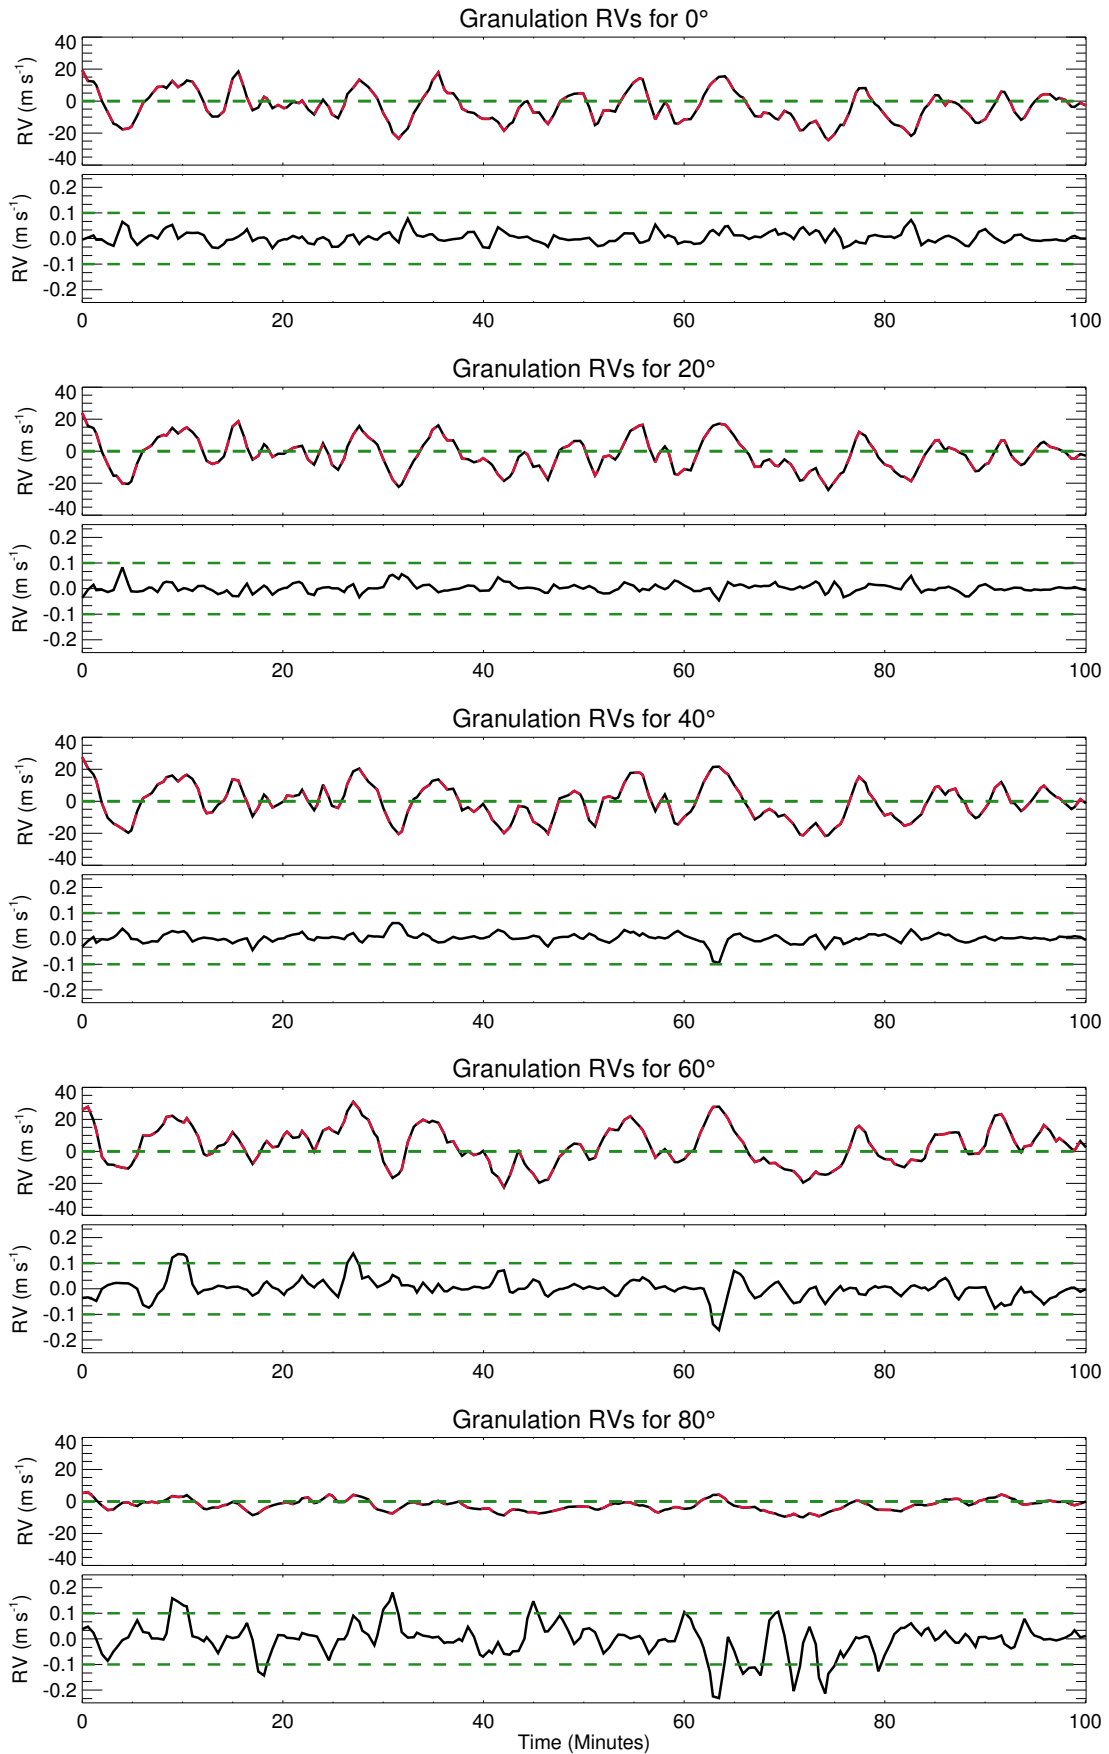 Granulation RVs for 0°
RV (m s⁻¹)
40
20
0
-20
-40
RV (m s⁻¹)
0.2
0.1
0.0
-0.1
-0.2
0 20 40 60 80 100
Granulation RVs for 20°
RV (m s⁻¹)
40
20
0
-20
-40
RV (m s⁻¹)
0.2
0.1
0.0
-0.1
-0.2
0 20 40 60 80 100
Granulation RVs for 40°
RV (m s⁻¹)
40
20
0
-20
-40
RV (m s⁻¹)
0.2
0.1
0.0
-0.1
-0.2
0 20 40 60 80 100
Granulation RVs for 60°
RV (m s⁻¹)
40
20
0
-20
-40
RV (m s⁻¹)
0.2
0.1
0.0
-0.1
-0.2
0 20 40 60 80 100
Granulation RVs for 80°
RV (m s⁻¹)
40
20
0
-20
-40
RV (m s⁻¹)
0.2
0.1
0.0
-0.1
-0.2
0 20 40 60 80 100
Time (Minutes)